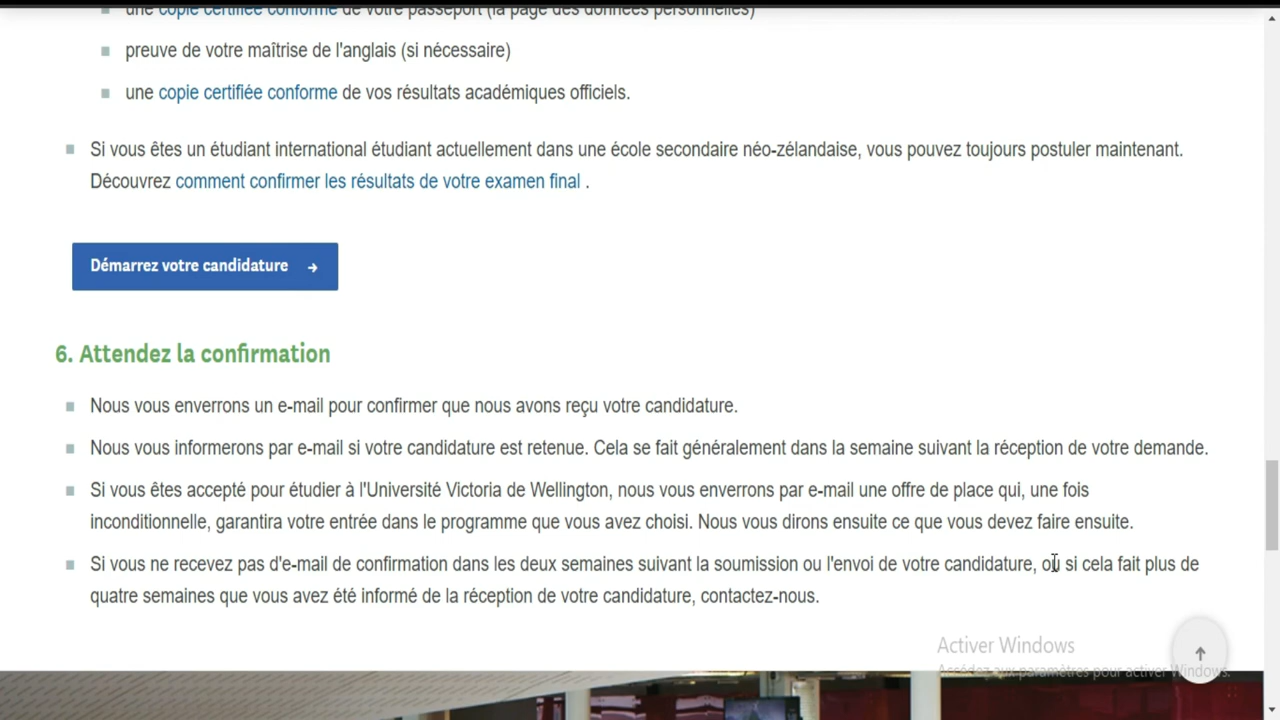 une copie certifiée conforme de votre passeport (la page des données personnelles)
preuve de votre maîtrise de l'anglais (si nécessaire)
une copie certifiée conforme de vos résultats académiques officiels.
Si vous êtes un étudiant international étudiant actuellement dans une école secondaire néo-zélandaise, vous pouvez toujours postuler maintenant.
Découvrez comment confirmer les résultats de votre examen final .
Démarrez votre candidature →
6. Attendez la confirmation
Nous vous enverrons un e-mail pour confirmer que nous avons reçu votre candidature.
Nous vous informerons par e-mail si votre candidature est retenue. Cela se fait généralement dans la semaine suivant la réception de votre demande.
Si vous êtes accepté pour étudier à l'Université Victoria de Wellington, nous vous enverrons par e-mail une offre de place qui, une fois
inconditionnelle, garantira votre entrée dans le programme que vous avez choisi. Nous vous dirons ensuite ce que vous devez faire ensuite.
Si vous ne recevez pas d'e-mail de confirmation dans les deux semaines suivant la soumission ou l'envoi de votre candidature, ou si cela fait plus de
quatre semaines que vous avez été informé de la réception de votre candidature, contactez-nous.
Activer Windows
Accédez aux paramètres pour activer Windows.